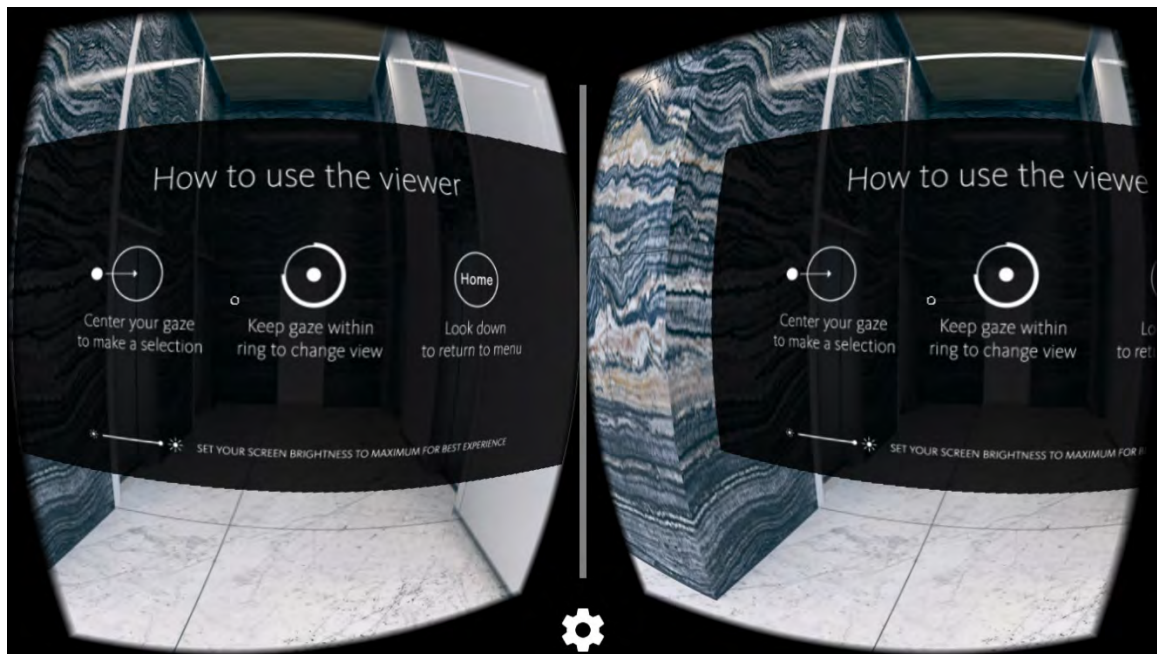 How to use the viewer
Home
Center your gaze
to make a selection
Keep gaze within
ring to change view
Look down
to return to menu
SET YOUR SCREEN BRIGHTNESS TO MAXIMUM FOR BEST EXPERIENCE
How to use the viewe
Center your gaze
to make a selection
Keep gaze within
ring to change view
Lo
to ret
SET YOUR SCREEN BRIGHTNESS TO MAXIMUM FOR